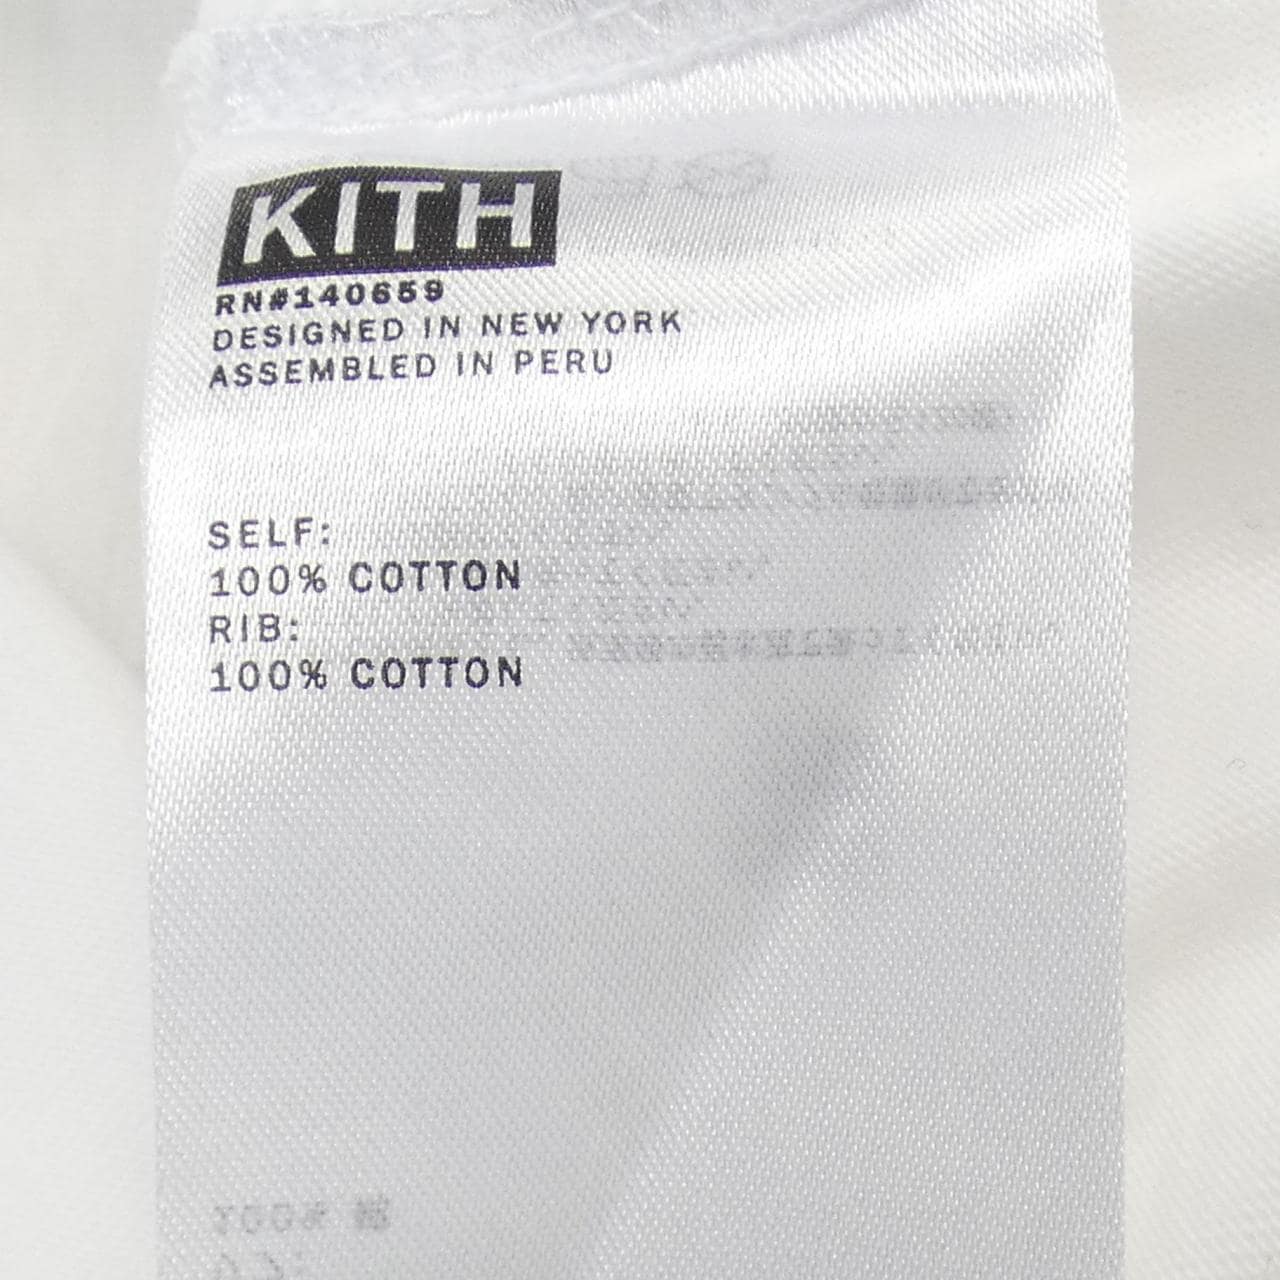 KITH
RN#140659
DESIGNED IN NEW YORK
ASSEMBLED IN PERU
SELF:
100% COTTON
RIB:
100% COTTON